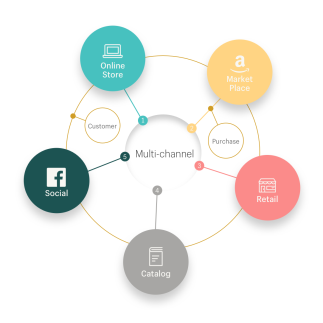 Online
Store
a
Market
Place
1
Customer
Purchase
Multi-channel
5
3
4
Social
Retail
Catalog